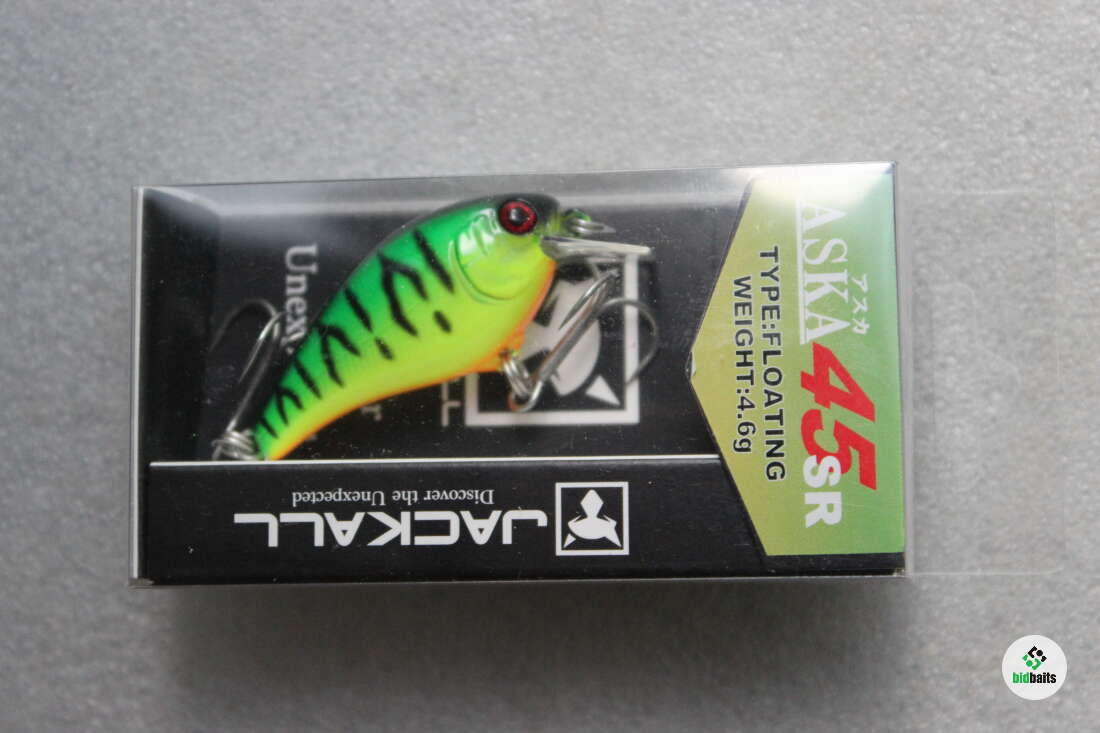 ASKA
アスカ
45SR
TYPE:FLOATING
WEIGHT:4.6g
JACKALL
Discover the Unexpected
bidbaits